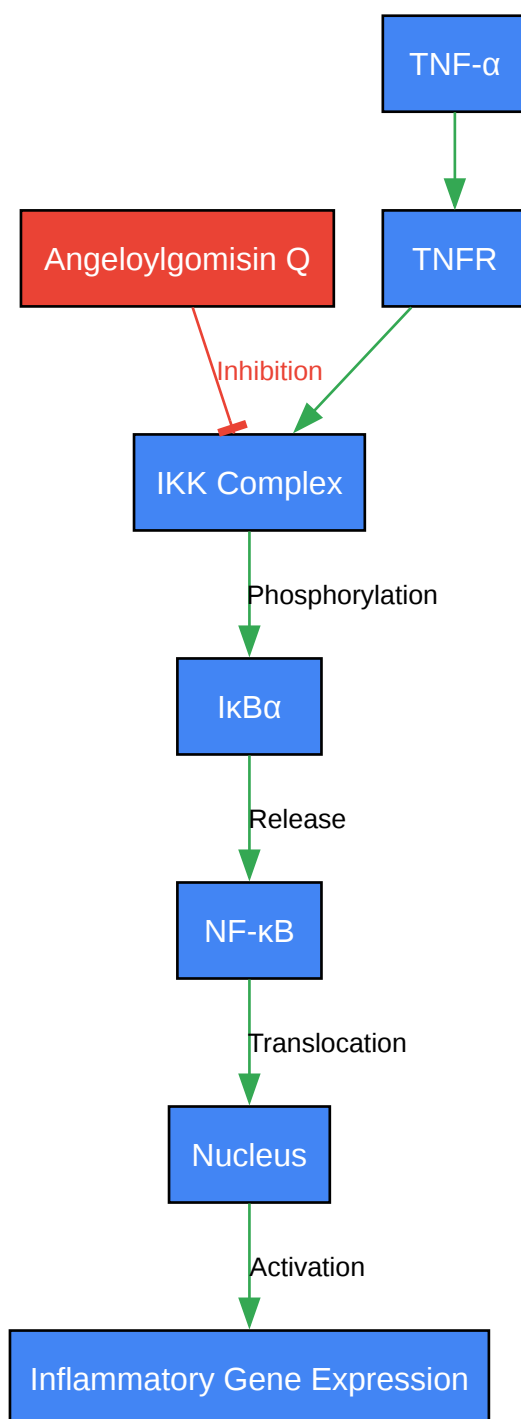 TNF-α
Angeloylgomisin Q
TNFR
Inhibition
IKK Complex
Phosphorylation
IκBα
Release
NF-κB
Translocation
Nucleus
Activation
Inflammatory Gene Expression